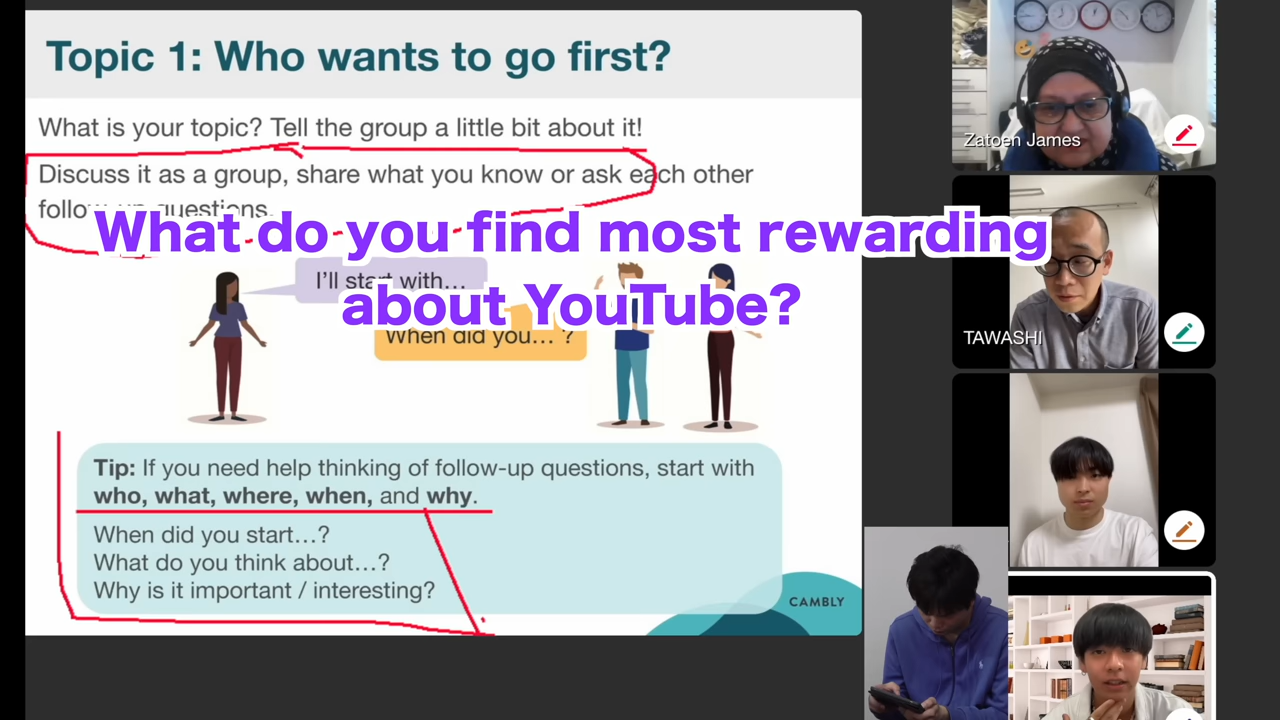 Topic 1: Who wants to go first?
What is your topic? Tell the group a little bit about it!
Discuss it as a group, share what you know or ask each other
follow-up questions.
What do you find most rewarding
about YouTube?
I'll start with...
When did you... ?
Tip: If you need help thinking of follow-up questions, start with
who, what, where, when, and why.
When did you start...?
What do you think about...?
Why is it important / interesting?
CAMBLY
Zatoen James
TAWASHI